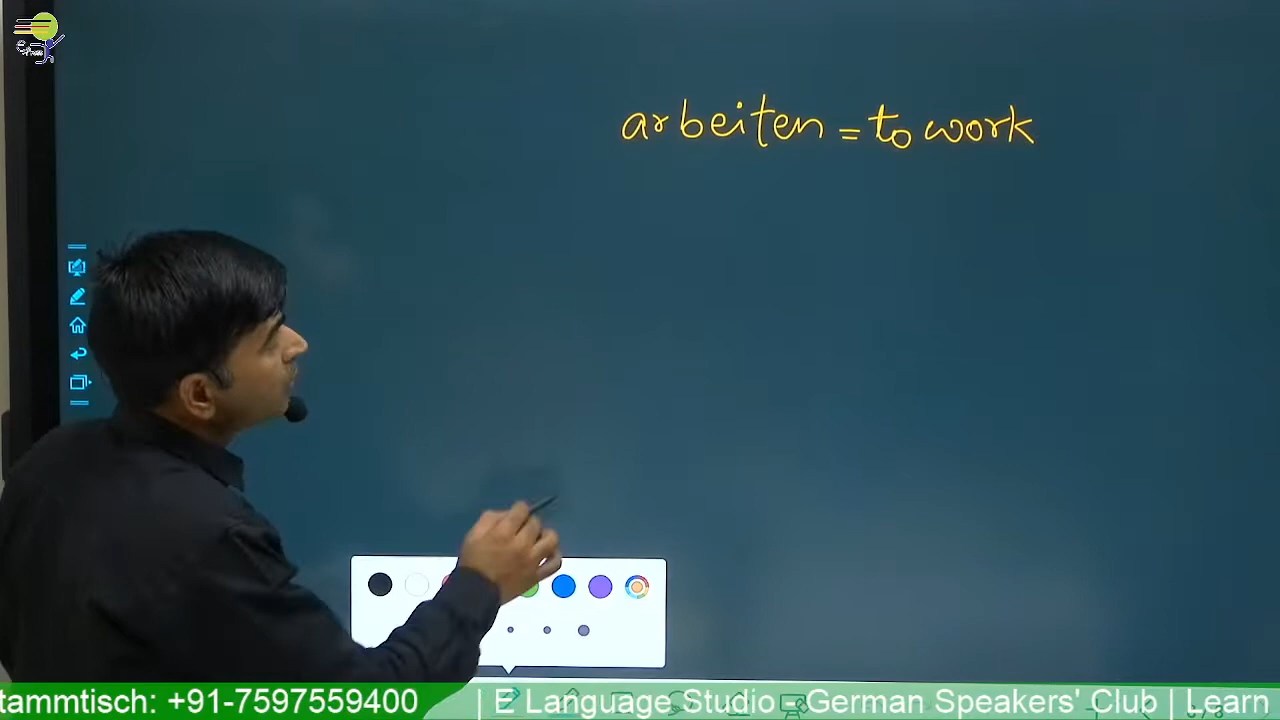 arbeiten = to work
tammtisch: +91-7597559400 | E Language Studio - German Speakers' Club | Learn